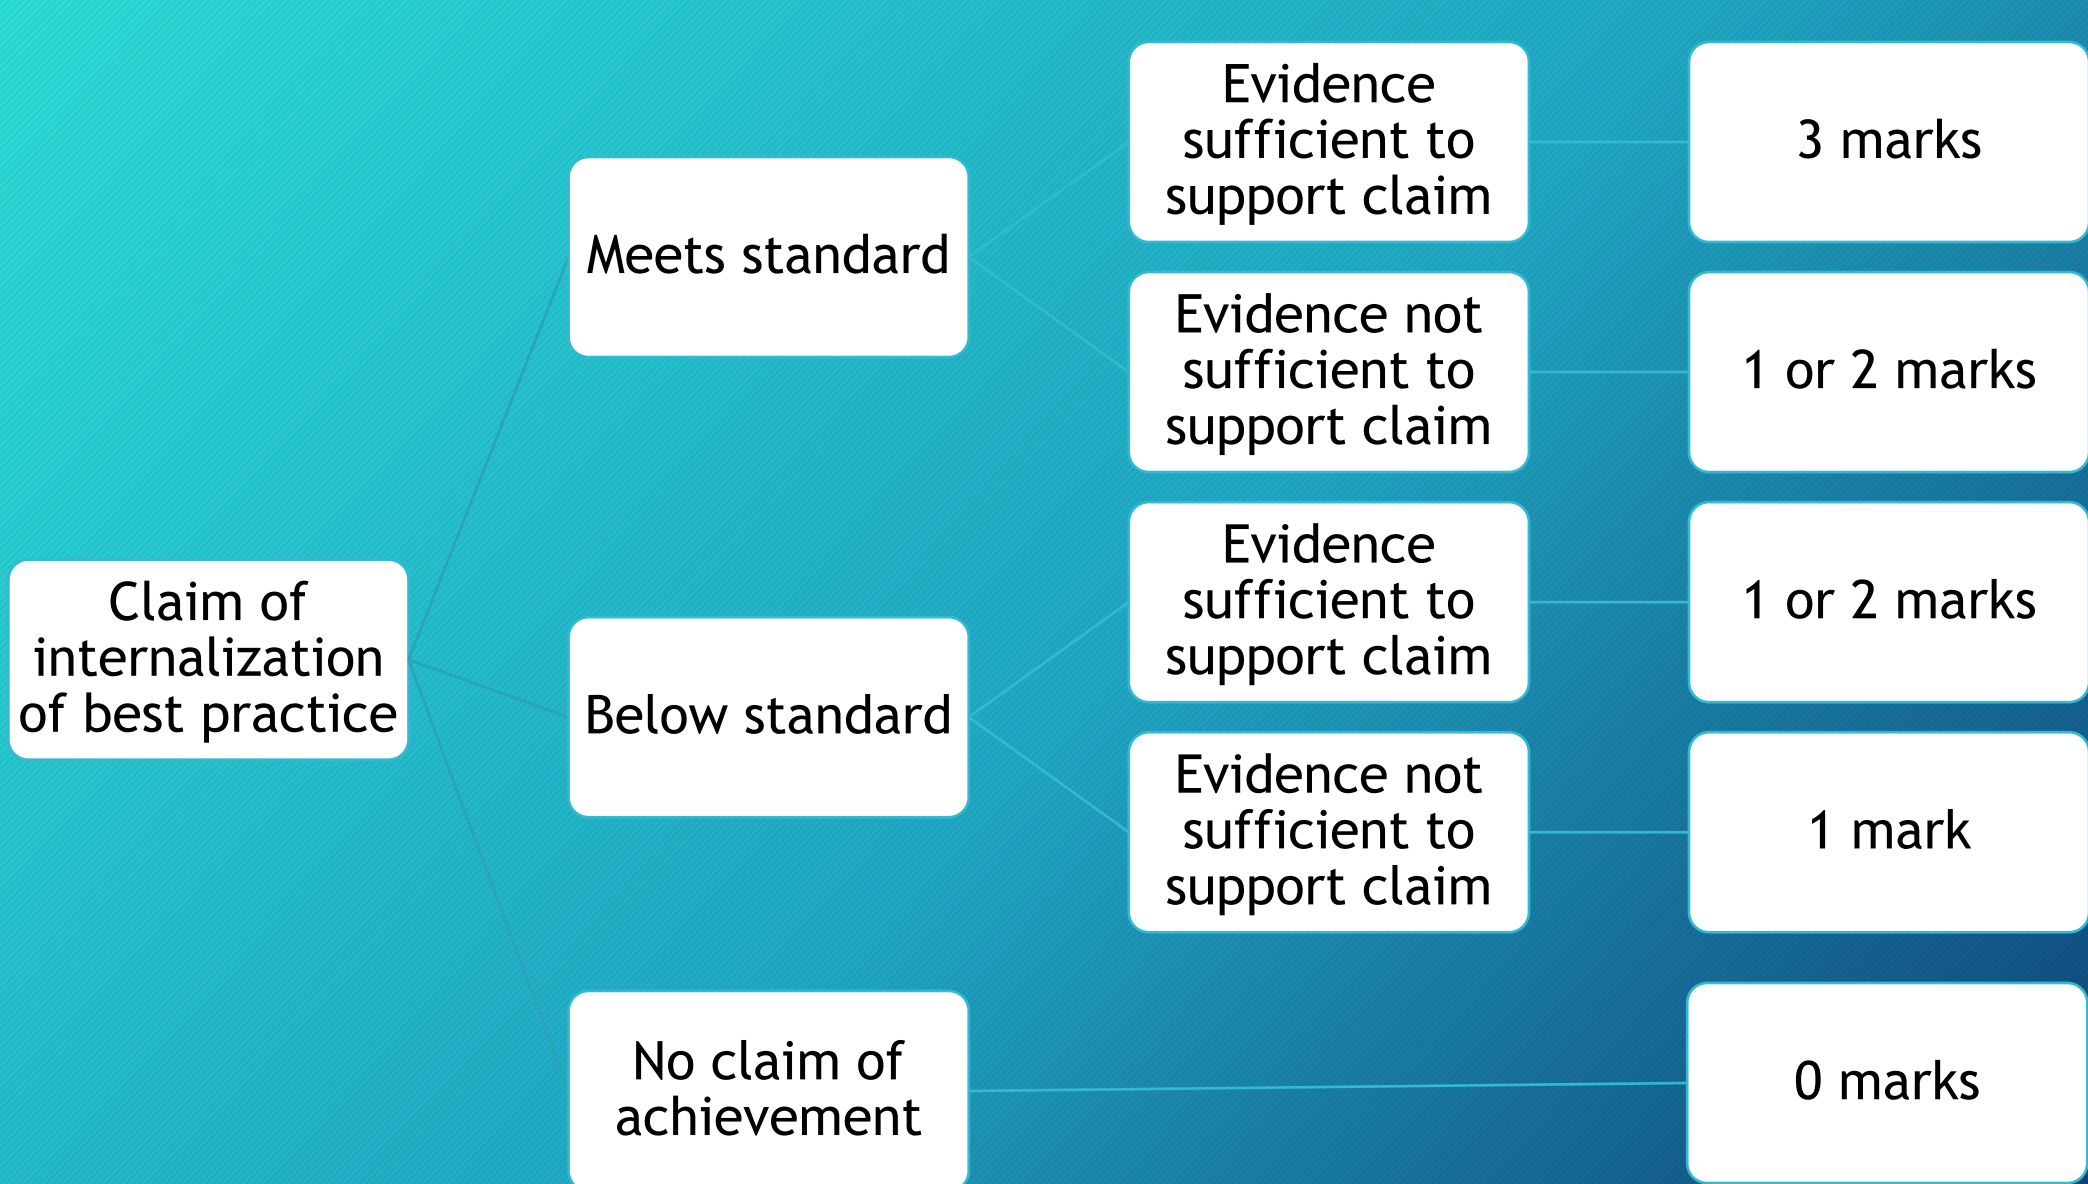 Claim of
internalization
of best practice
Meets standard
Evidence
sufficient to
support claim
3 marks
Evidence not
sufficient to
support claim
1 or 2 marks
Below standard
Evidence
sufficient to
support claim
1 or 2 marks
Evidence not
sufficient to
support claim
1 mark
No claim of
achievement
0 marks